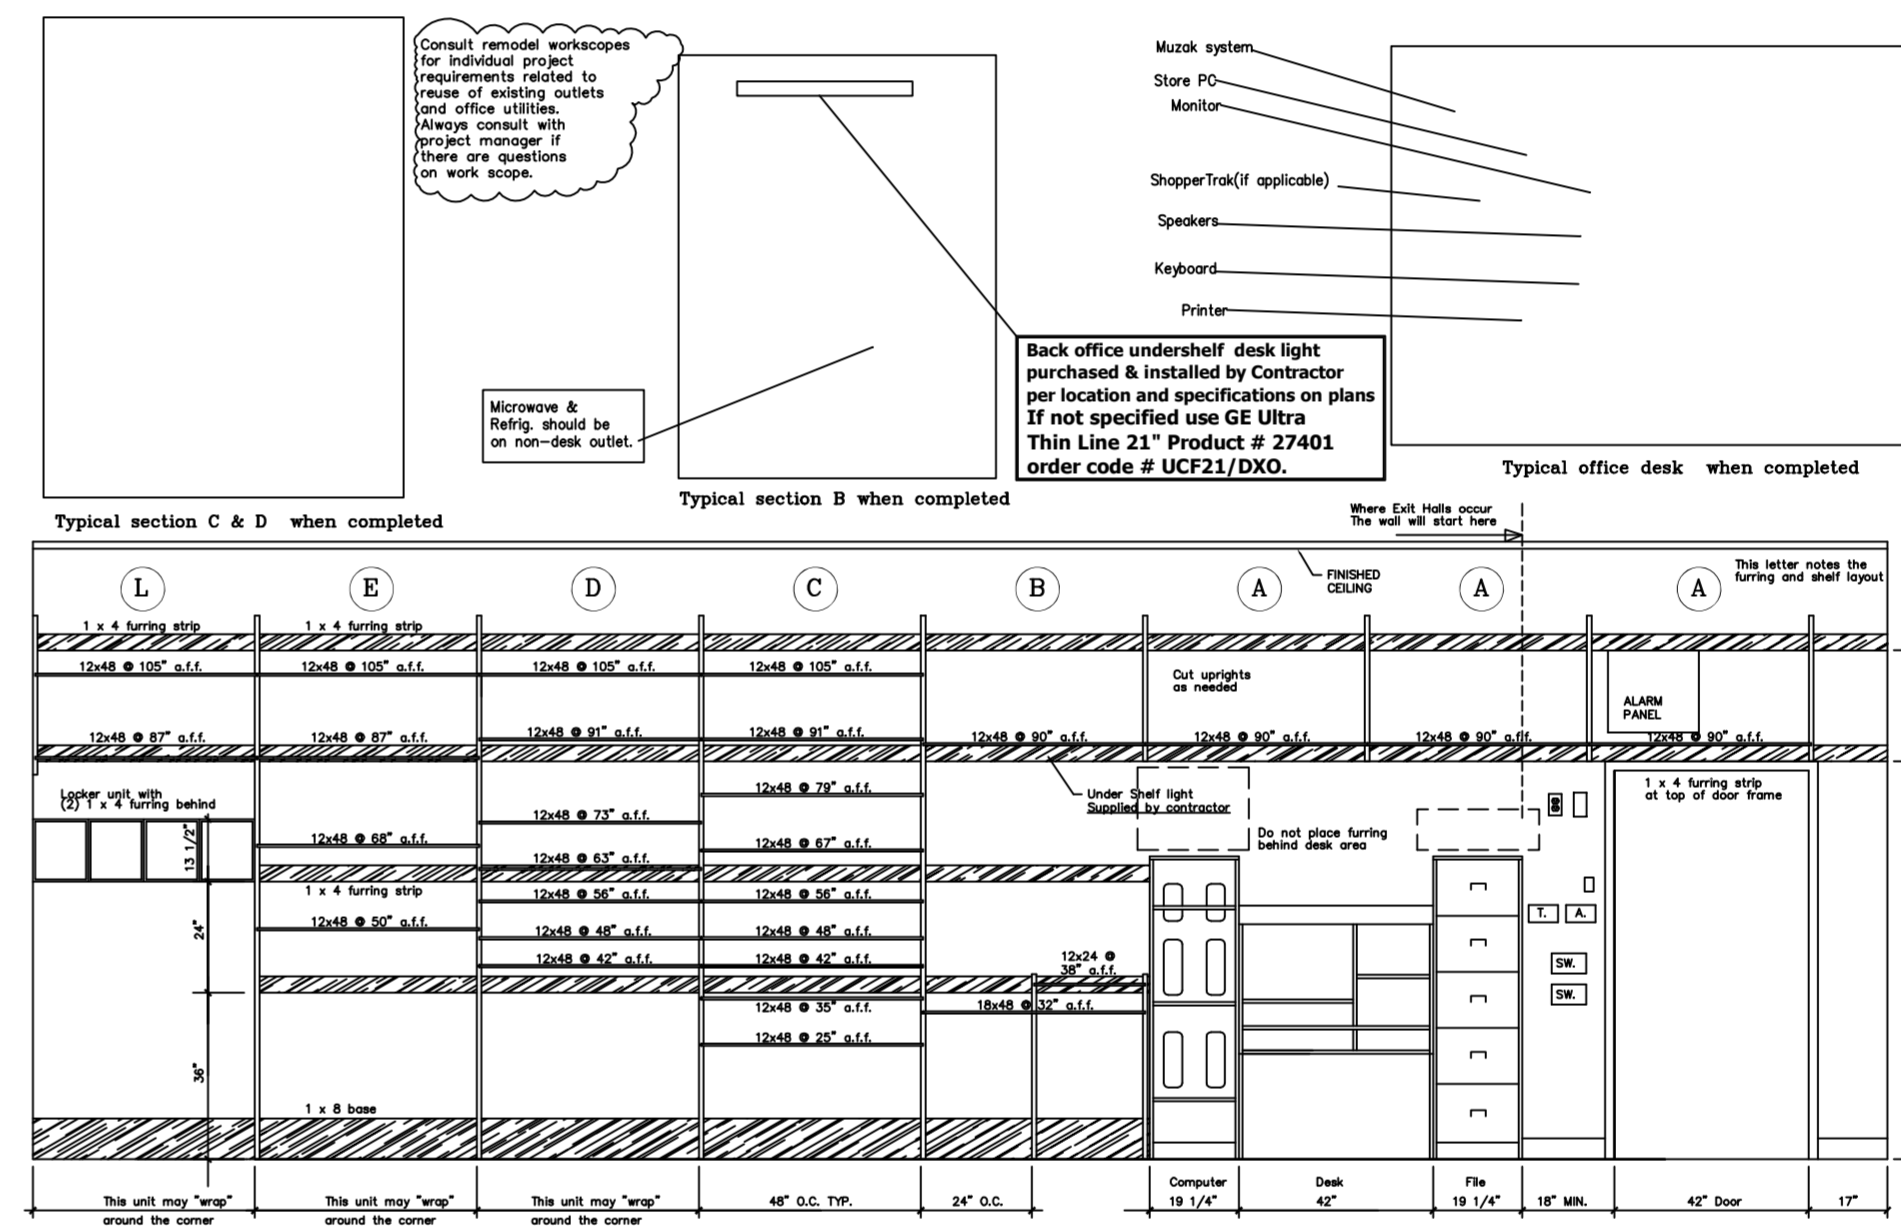 Consult remodel workscopes
for individual project
requirements related to
reuse of existing outlets
and office utilities.
Always consult with
project manager if
there are questions
on work scope.
Muzak system
Store PC
Monitor
ShopperTrak(if applicable)
Speakers
Keyboard
Printer
Back office undershelf desk light
purchased & installed by Contractor
per location and specifications on plans
If not specified use GE Ultra
Thin Line 21" Product # 27401
order code # UCF21/DXO.
Microwave &
Refrig. should be
on non-desk outlet.
Typical section C & D when completed
Typical section B when completed
Typical office desk when completed
Where Exit Halls occur
The wall will start here
L
E
D
C
B
A
A
A
FINISHED
CEILING
This letter notes the
furring and shelf layout
1 x 4 furring strip
1 x 4 furring strip
12x48 @ 105" a.f.f.
12x48 @ 105" a.f.f.
12x48 @ 105" a.f.f.
12x48 @ 105" a.f.f.
Cut uprights
as needed
ALARM
PANEL
12x48 @ 87" a.f.f.
12x48 @ 87" a.f.f.
12x48 @ 91" a.f.f.
12x48 @ 91" a.f.f.
12x48 @ 90" a.f.f.
12x48 @ 90" a.f.f.
12x48 @ 90" a.f.f.
12x48 @ 90" a.f.f.
Locker unit with
(2) 1 x 4 furring behind
12x48 @ 79" a.f.f.
Under Shelf light
Supplied by contractor
1 x 4 furring strip
at top of door frame
12x48 @ 73" a.f.f.
Do not place furring
behind desk area
13 1/2"
12x48 @ 68" a.f.f.
12x48 @ 63" a.f.f.
12x48 @ 67" a.f.f.
1 x 4 furring strip
12x48 @ 56" a.f.f.
12x48 @ 56" a.f.f.
24"
12x48 @ 50" a.f.f.
12x48 @ 48" a.f.f.
12x48 @ 48" a.f.f.
T.
A.
12x48 @ 42" a.f.f.
12x48 @ 42" a.f.f.
12x24 @
38" a.f.f.
SW.
SW.
12x48 @ 35" a.f.f.
18x48 @ 32" a.f.f.
12x48 @ 25" a.f.f.
36"
1 x 8 base
This unit may "wrap"
around the corner
This unit may "wrap"
around the corner
This unit may "wrap"
around the corner
48" O.C. TYP.
24" O.C.
Computer
19 1/4"
Desk
42"
File
19 1/4"
18" MIN.
42" Door
17"